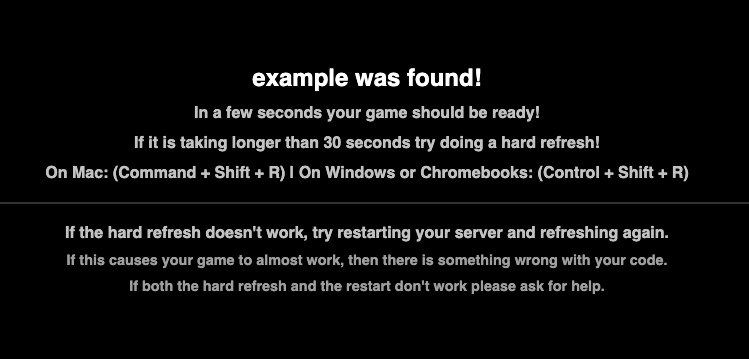 example was found!
In a few seconds your game should be ready!
If it is taking longer than 30 seconds try doing a hard refresh!
On Mac: (Command + Shift + R) | On Windows or Chromebooks: (Control + Shift + R)
If the hard refresh doesn't work, try restarting your server and refreshing again.
If this causes your game to almost work, then there is something wrong with your code.
If both the hard refresh and the restart don't work please ask for help.